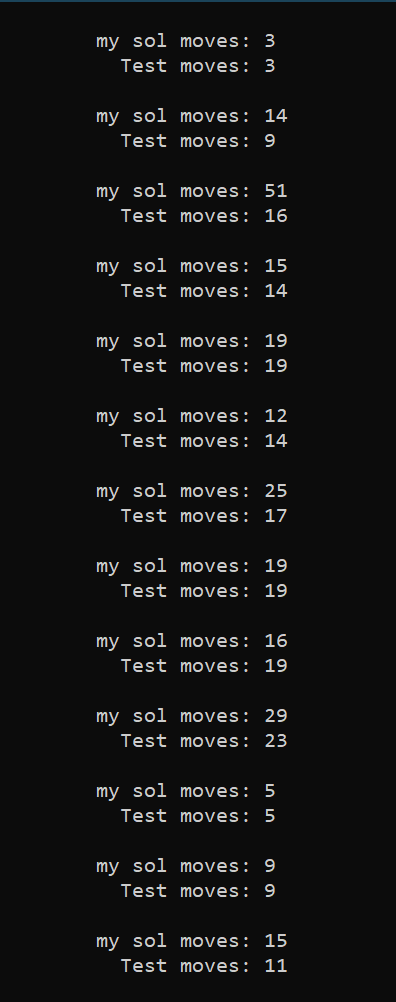 my sol moves: 3
Test moves: 3
my sol moves: 14
Test moves: 9
my sol moves: 51
Test moves: 16
my sol moves: 15
Test moves: 14
my sol moves: 19
Test moves: 19
my sol moves: 12
Test moves: 14
my sol moves: 25
Test moves: 17
my sol moves: 19
Test moves: 19
my sol moves: 16
Test moves: 19
my sol moves: 29
Test moves: 23
my sol moves: 5
Test moves: 5
my sol moves: 9
Test moves: 9
my sol moves: 15
Test moves: 11